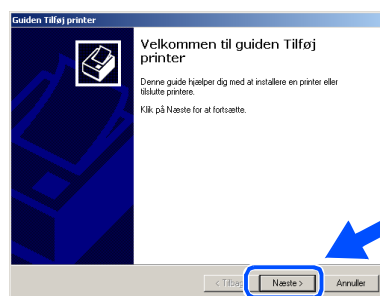 Guiden Tilføj printer
Velkommen til guiden Tilføj
printer
Denne guide hjælper dig med at installere en printer eller
tilslutte printere.
Klik på Næste for at fortsætte.
Næste > Annuller